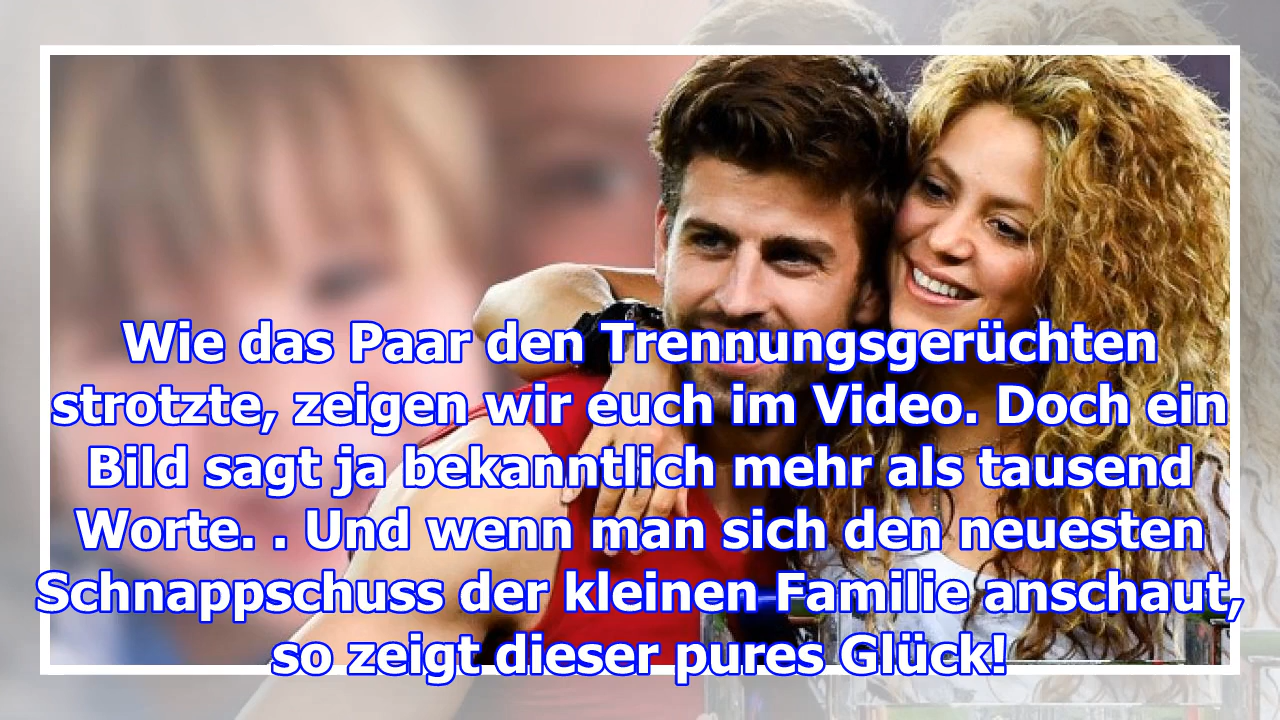 Wie das Paar den Trennungsgerüchten
strotzte, zeigen wir euch im Video. Doch ein
Bild sagt ja bekanntlich mehr als tausend
Worte. . Und wenn man sich den neuesten
Schnappschuss der kleinen Familie anschaut,
so zeigt dieser pures Glück!